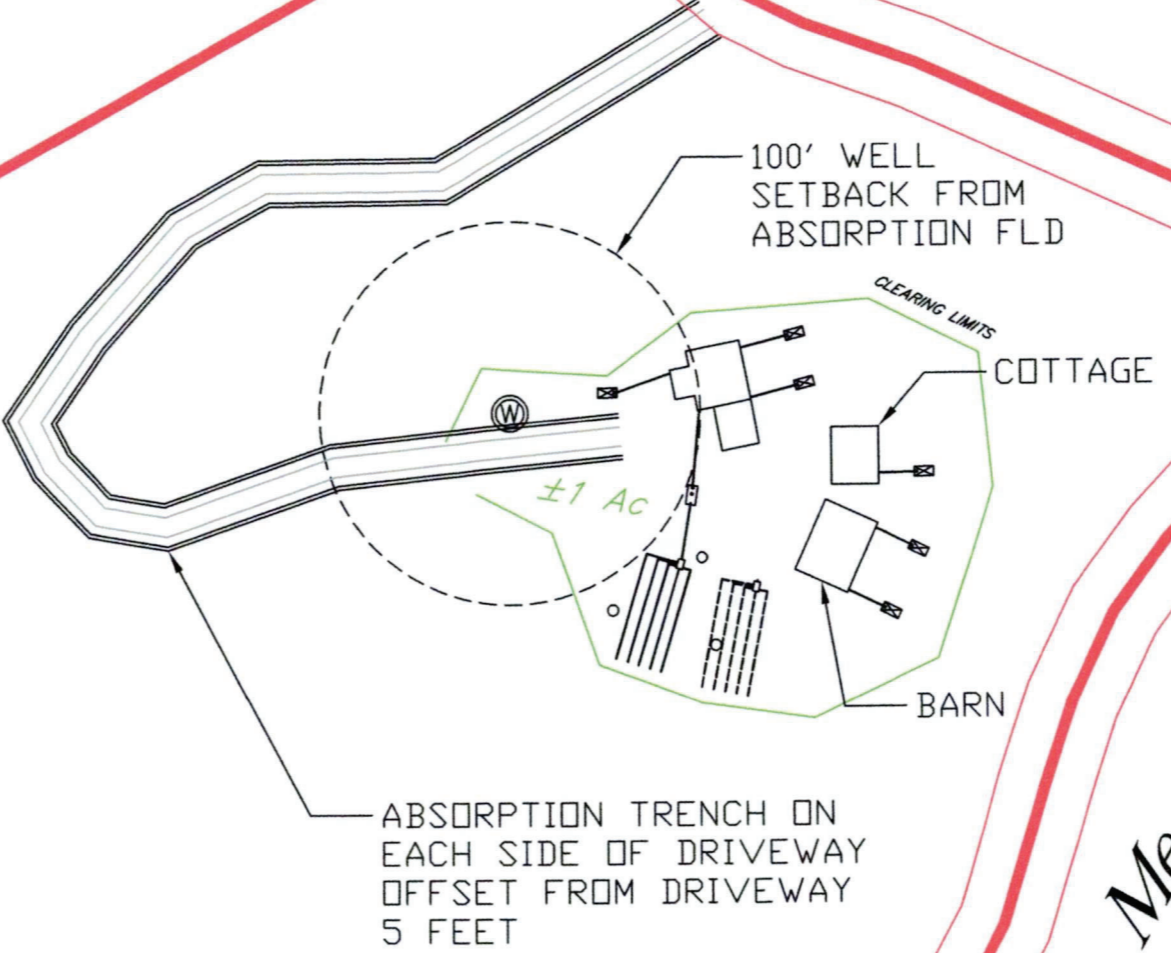 100' WELL
SETBACK FROM
ABSORPTION FLD
CLEARING LIMITS
COTTAGE
W
±1 Ac
BARN
ABSORPTION TRENCH ON
EACH SIDE OF DRIVEWAY
OFFSET FROM DRIVEWAY
5 FEET
Me